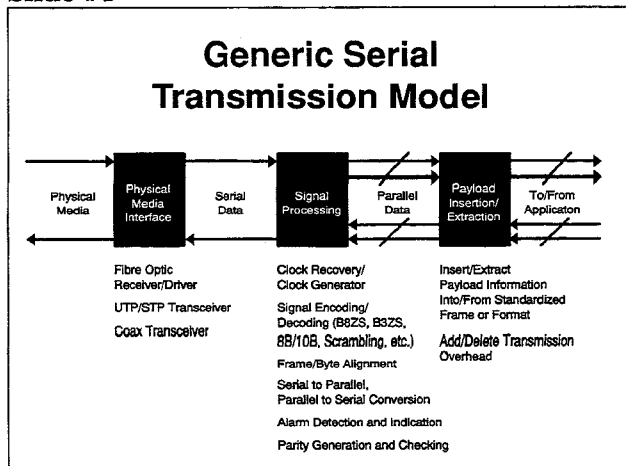 Generic Serial
Transmission Model
Physical
Media
Physical
Media
Interface
Serial
Data
Signal
Processing
Parallel
Data
Payload
Insertion/
Extraction
To/From
Applicaton
Fibre Optic
Receiver/Driver
UTP/STP Transceiver
Coax Transceiver
Clock Recovery/
Clock Generator
Signal Encoding/
Decoding (B8ZS, B3ZS,
8B/10B, Scrambling, etc.)
Frame/Byte Alignment
Serial to Parallel,
Parallel to Serial Conversion
Alarm Detection and Indication
Parity Generation and Checking
Insert/Extract
Payload Information
Into/From Standardized
Frame or Format
Add/Delete Transmission
Overhead